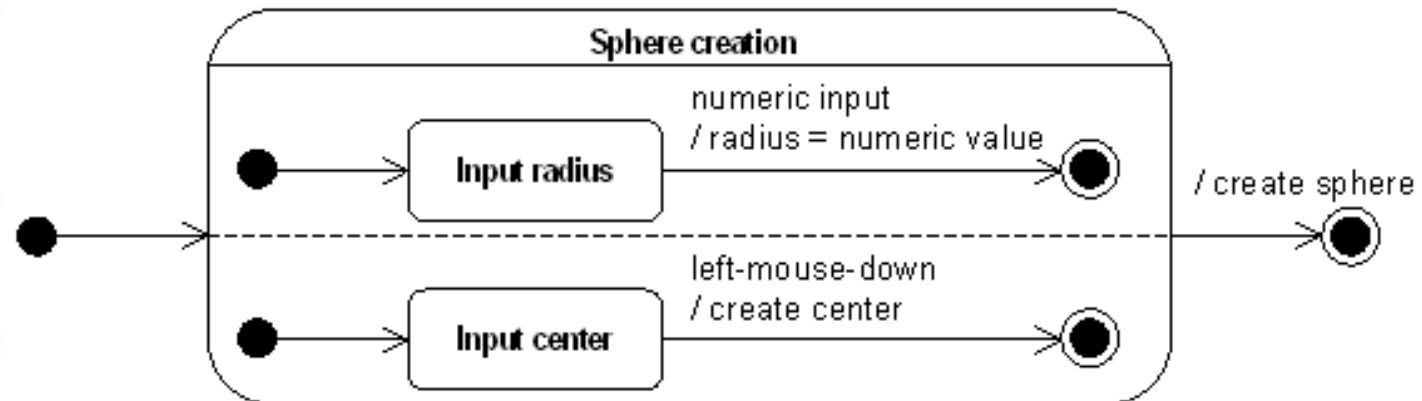 Sphere creation
numeric input
/ radius = numeric value
Input radius
/ create sphere
left-mouse-down
/ create center
Input center